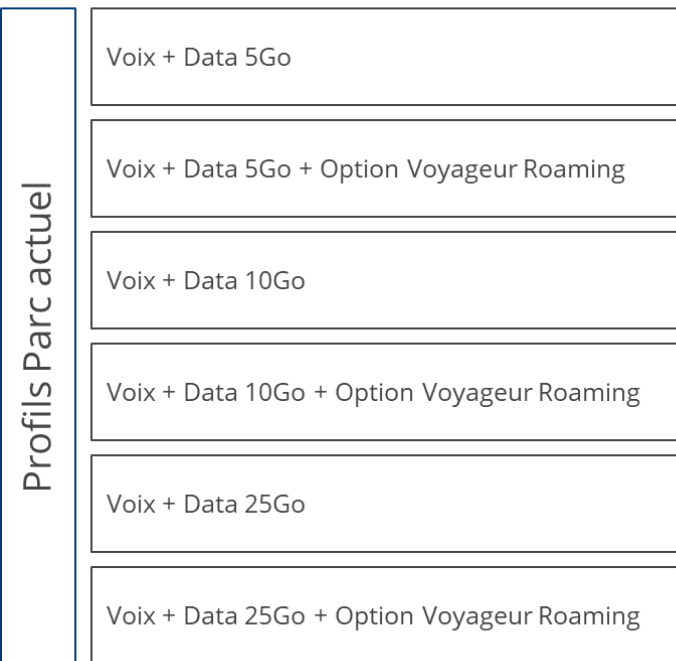 Profils Parc actuel
Voix + Data 5Go
Voix + Data 5Go + Option Voyageur Roaming
Voix + Data 10Go
Voix + Data 10Go + Option Voyageur Roaming
Voix + Data 25Go
Voix + Data 25Go + Option Voyageur Roaming